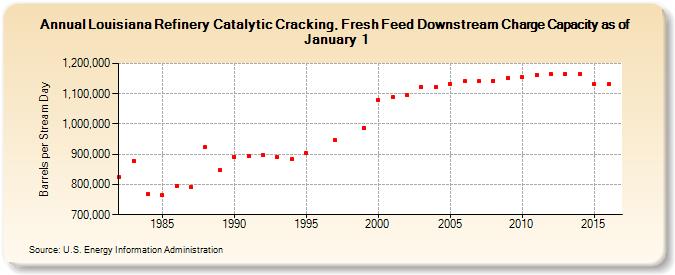 Annual Louisiana Refinery Catalytic Cracking, Fresh Feed Downstream Charge Capacity as of
January 1
Barrels per Stream Day
1,200,000
1,100,000
1,000,000
900,000
800,000
700,000
1985 1990 1995 2000 2005 2010 2015
Source: U.S. Energy Information Administration